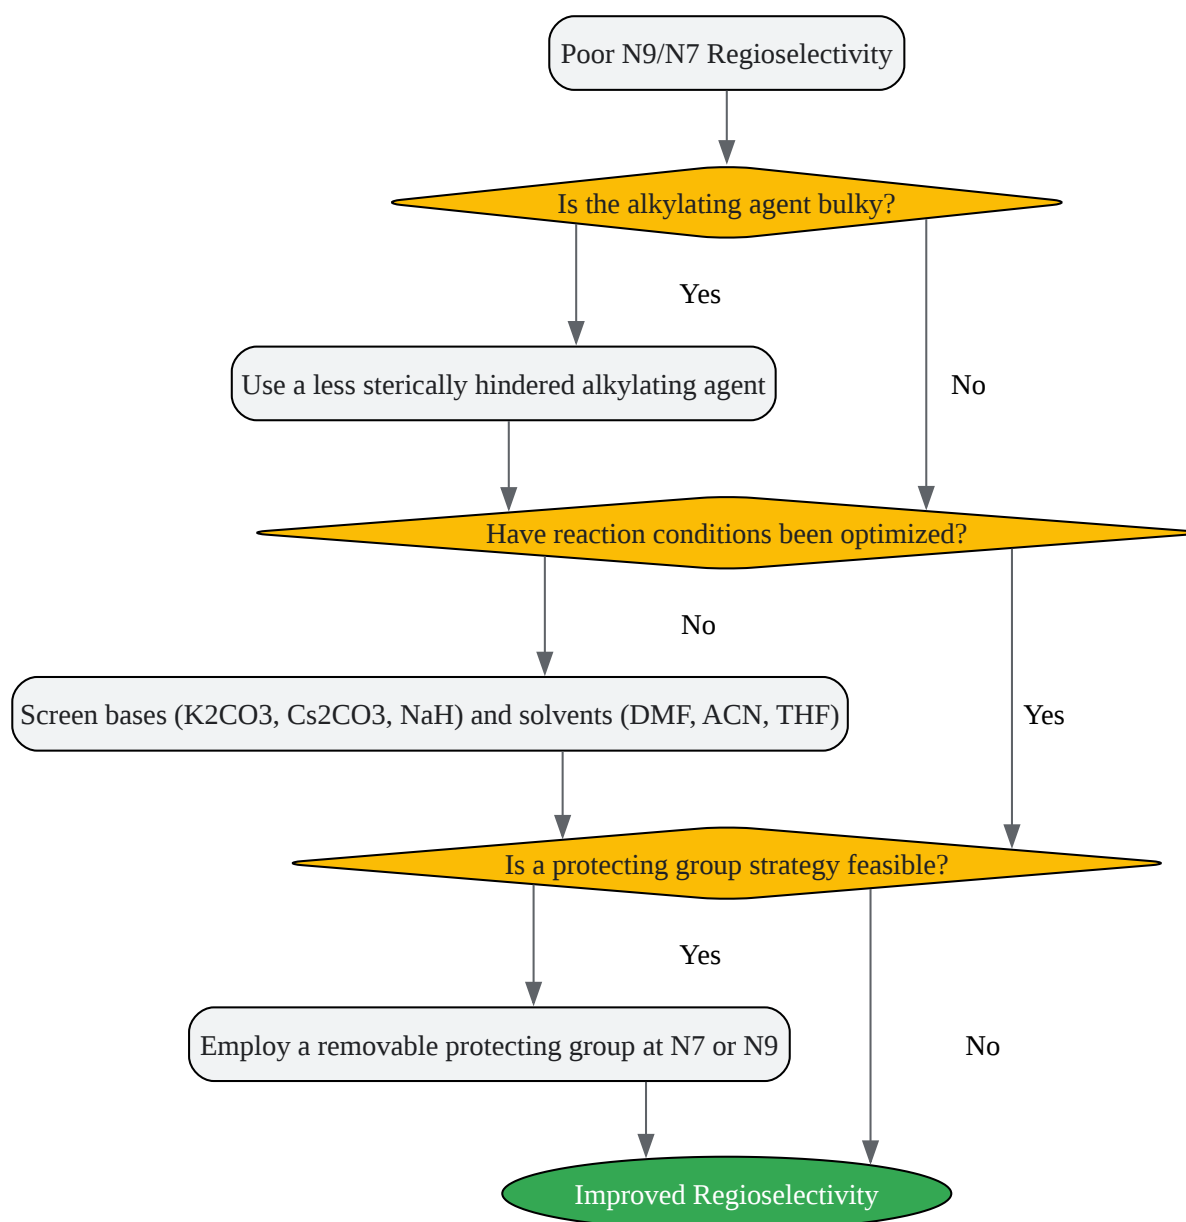 Poor N9/N7 Regioselectivity
Is the alkylating agent bulky?
Yes
Use a less sterically hindered alkylating agent
No
Have reaction conditions been optimized?
No
Screen bases (K2CO3, Cs2CO3, NaH) and solvents (DMF, ACN, THF)
Yes
Is a protecting group strategy feasible?
Yes
Employ a removable protecting group at N7 or N9
No
Improved Regioselectivity